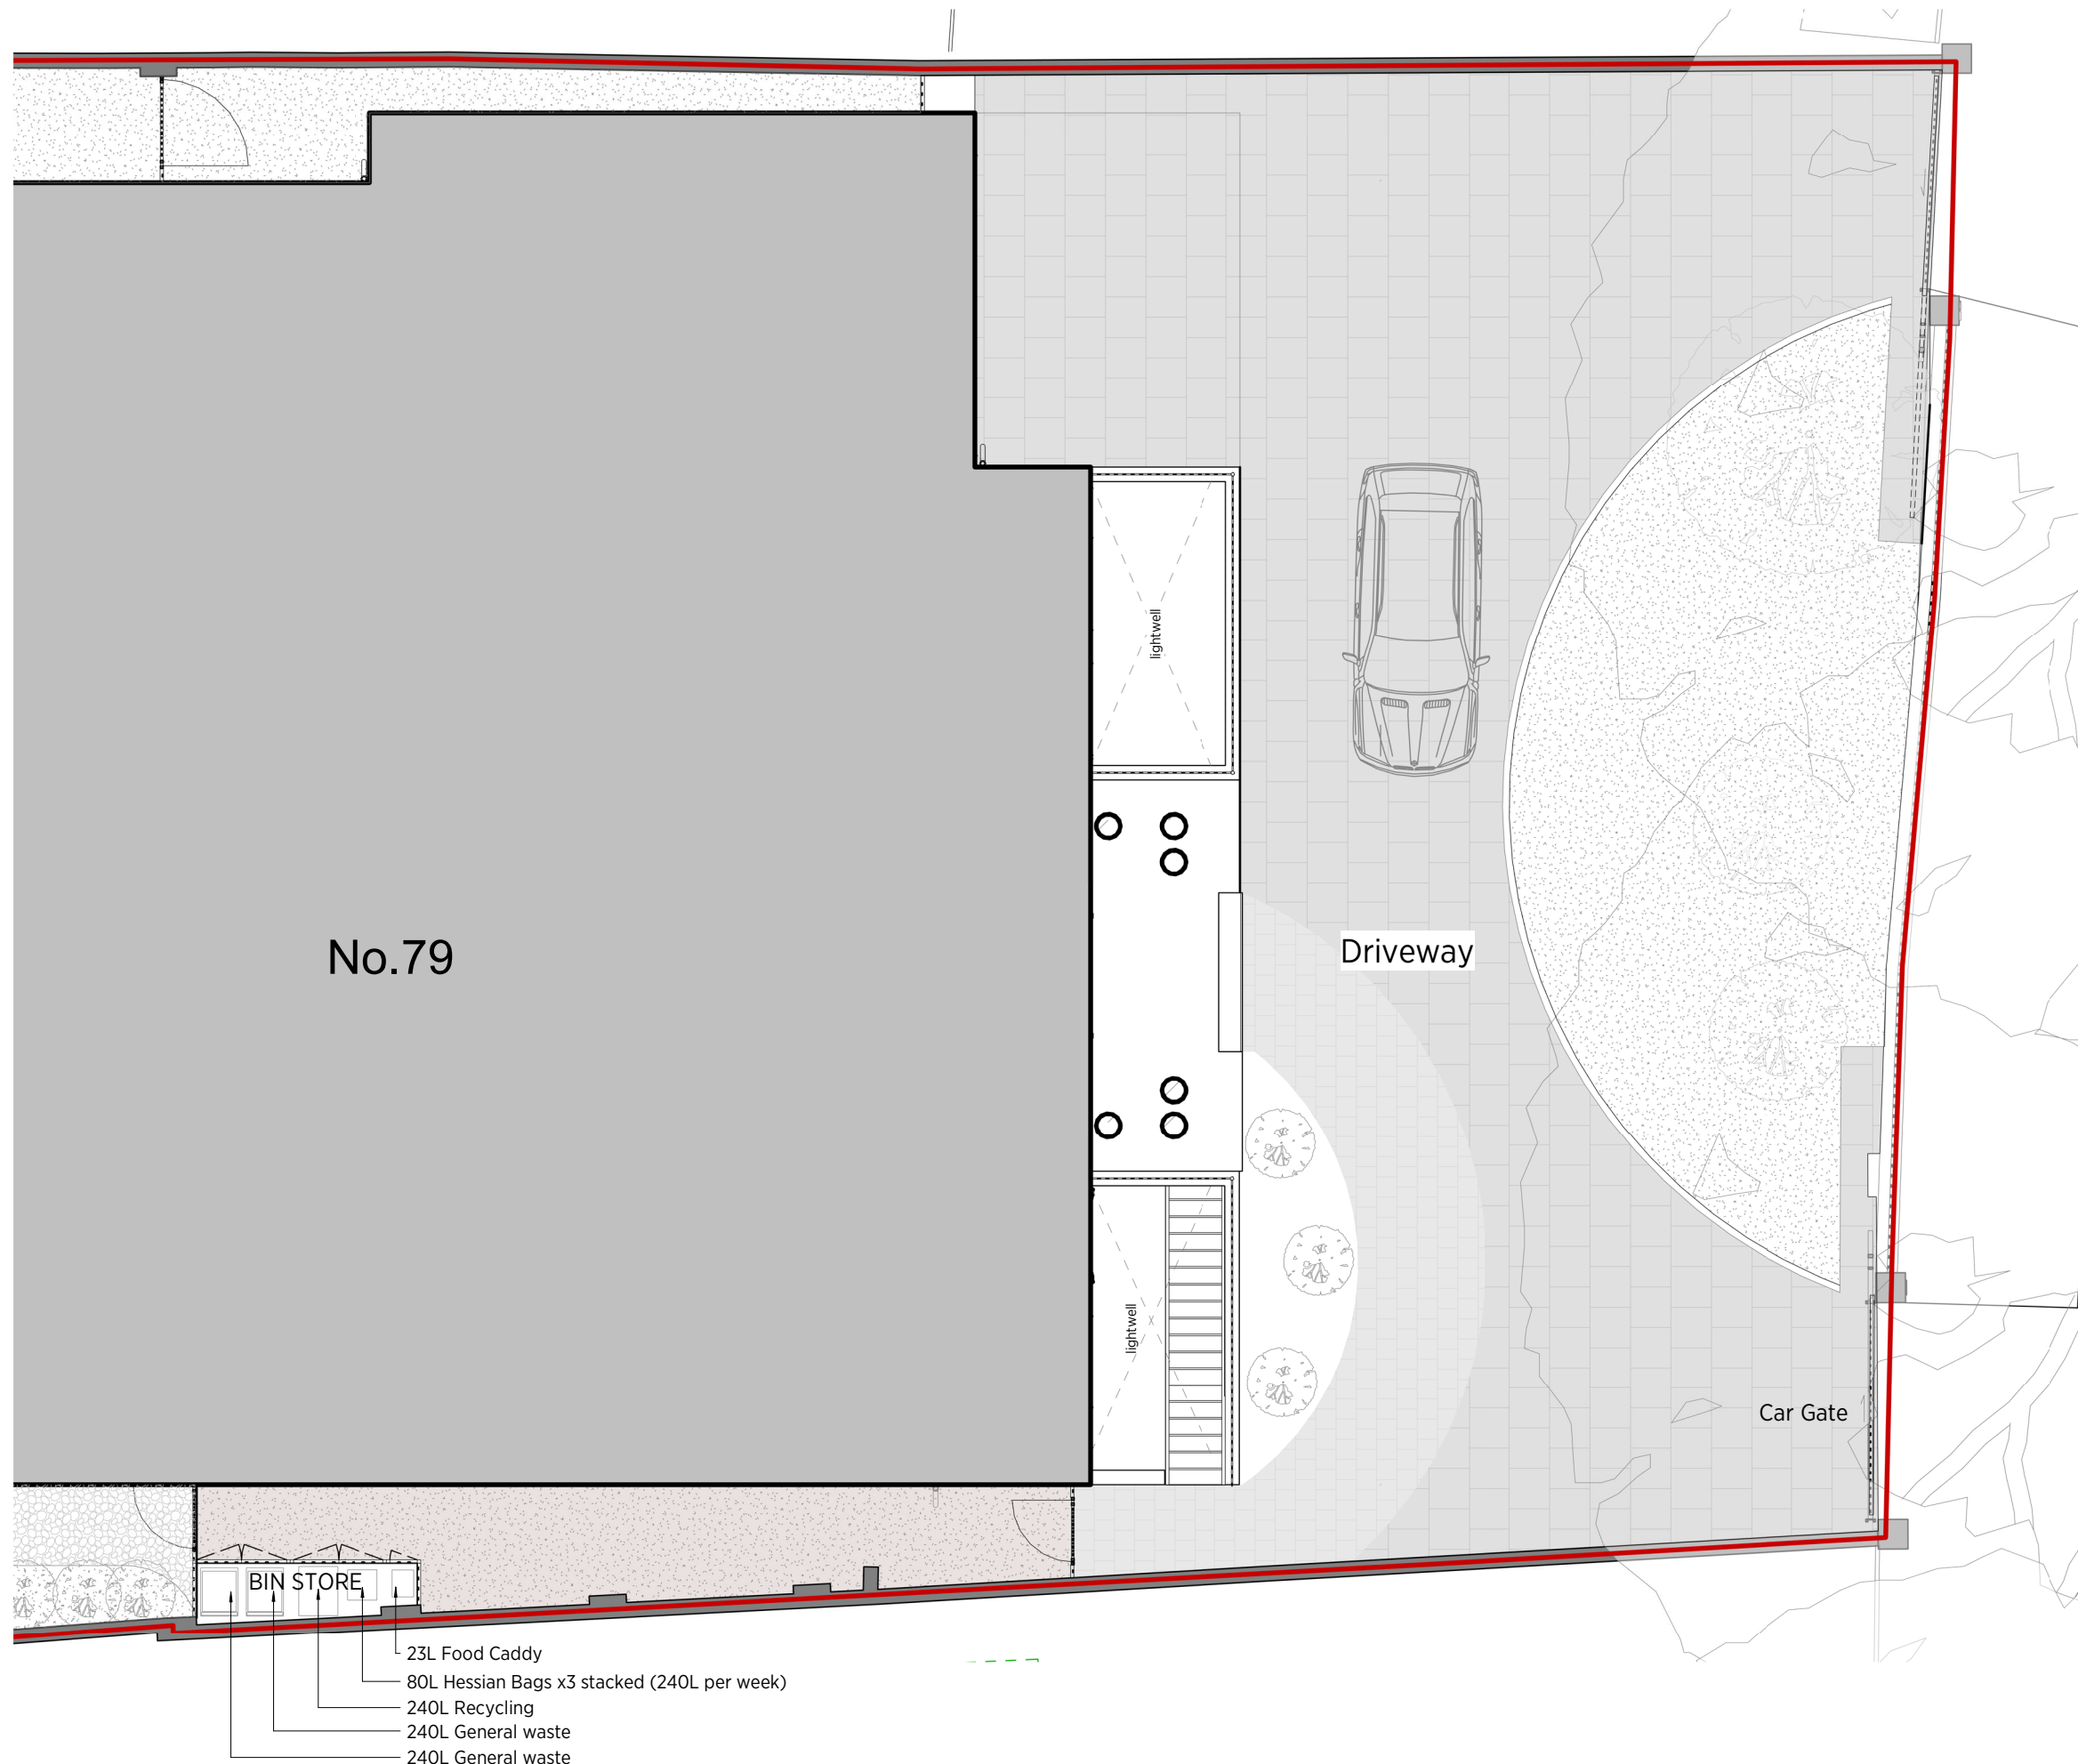 lightwell
No.79
Driveway
lightwell
Car Gate
BIN STORE
23L Food Caddy
80L Hessian Bags x3 stacked (240L per week)
240L Recycling
240L General waste
240L General waste